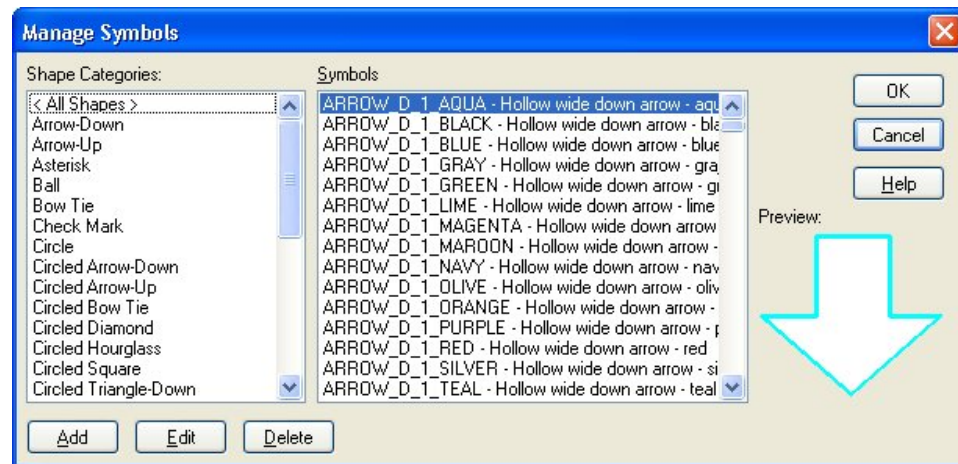 Manage Symbols
Shape Categories:
< All Shapes >
Arrow-Down
Arrow-Up
Asterisk
Ball
Bow Tie
Check Mark
Circle
Circled Arrow-Down
Circled Arrow-Up
Circled Bow Tie
Circled Diamond
Circled Hourglass
Circled Square
Circled Triangle-Down
Symbols
ARROW_D_1_AQUA - Hollow wide down arrow - aqu
ARROW_D_1_BLACK - Hollow wide down arrow - bla
ARROW_D_1_BLUE - Hollow wide down arrow - blue
ARROW_D_1_GRAY - Hollow wide down arrow - gra
ARROW_D_1_GREEN - Hollow wide down arrow - gr
ARROW_D_1_LIME - Hollow wide down arrow - lime
ARROW_D_1_MAGENTA - Hollow wide down arrow
ARROW_D_1_MAROON - Hollow wide down arrow -
ARROW_D_1_NAVY - Hollow wide down arrow - nav
ARROW_D_1_OLIVE - Hollow wide down arrow - oliv
ARROW_D_1_ORANGE - Hollow wide down arrow -
ARROW_D_1_PURPLE - Hollow wide down arrow - p
ARROW_D_1_RED - Hollow wide down arrow - red
ARROW_D_1_SILVER - Hollow wide down arrow - si
ARROW_D_1_TEAL - Hollow wide down arrow - teal
OK
Cancel
Help
Preview:
Add
Edit
Delete